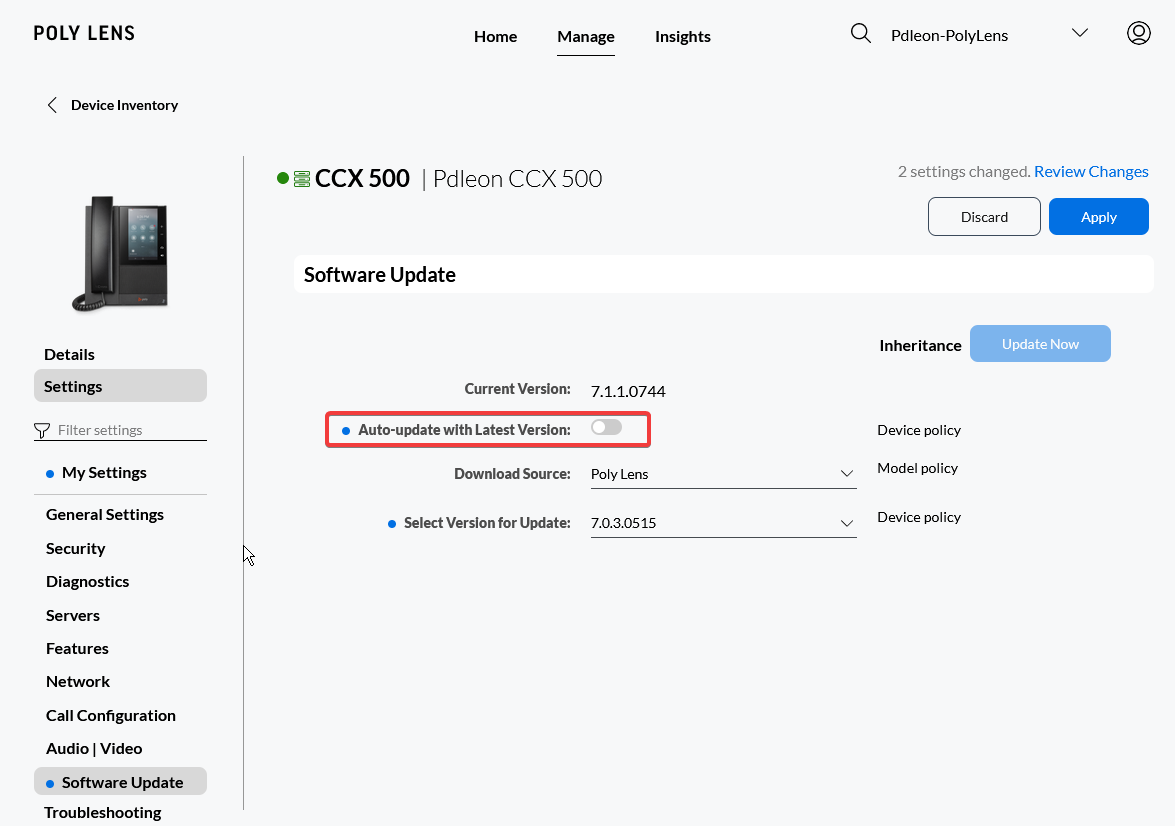 POLY LENS
Home Manage Insights
Pdleon-PolyLens
Device Inventory
CCX 500 | Pdleon CCX 500
2 settings changed. Review Changes
Discard Apply
Software Update
Inheritance Update Now
Current Version: 7.1.1.0744
Auto-update with Latest Version: Device policy
Download Source: Poly Lens Model policy
Select Version for Update: 7.0.3.0515 Device policy
Details
Settings
Filter settings
My Settings
General Settings
Security
Diagnostics
Servers
Features
Network
Call Configuration
Audio | Video
Software Update
Troubleshooting